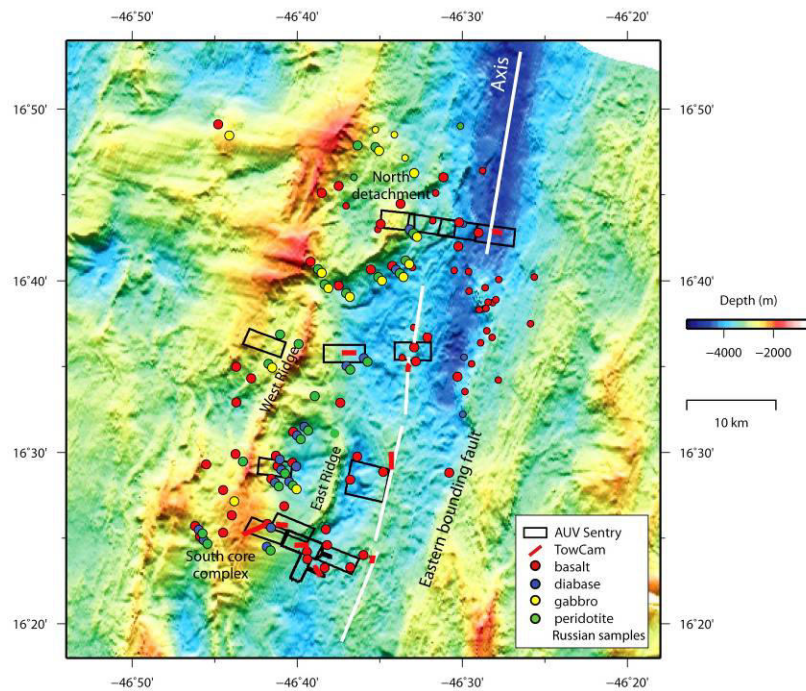 −46˚50' −46˚40' −46˚30' −46˚20'
16˚50' 16˚50'
Axis
North
detachment
16˚40' 16˚40'
Depth (m)
−4000 −2000
10 km
West Ridge
16˚30' 16˚30'
East Ridge
Eastern bounding fault
South core
complex
AUV Sentry
TowCam
basalt
diabase
gabbro
peridotite
Russian samples
16˚20' 16˚20'
−46˚50' −46˚40' −46˚30' −46˚20'